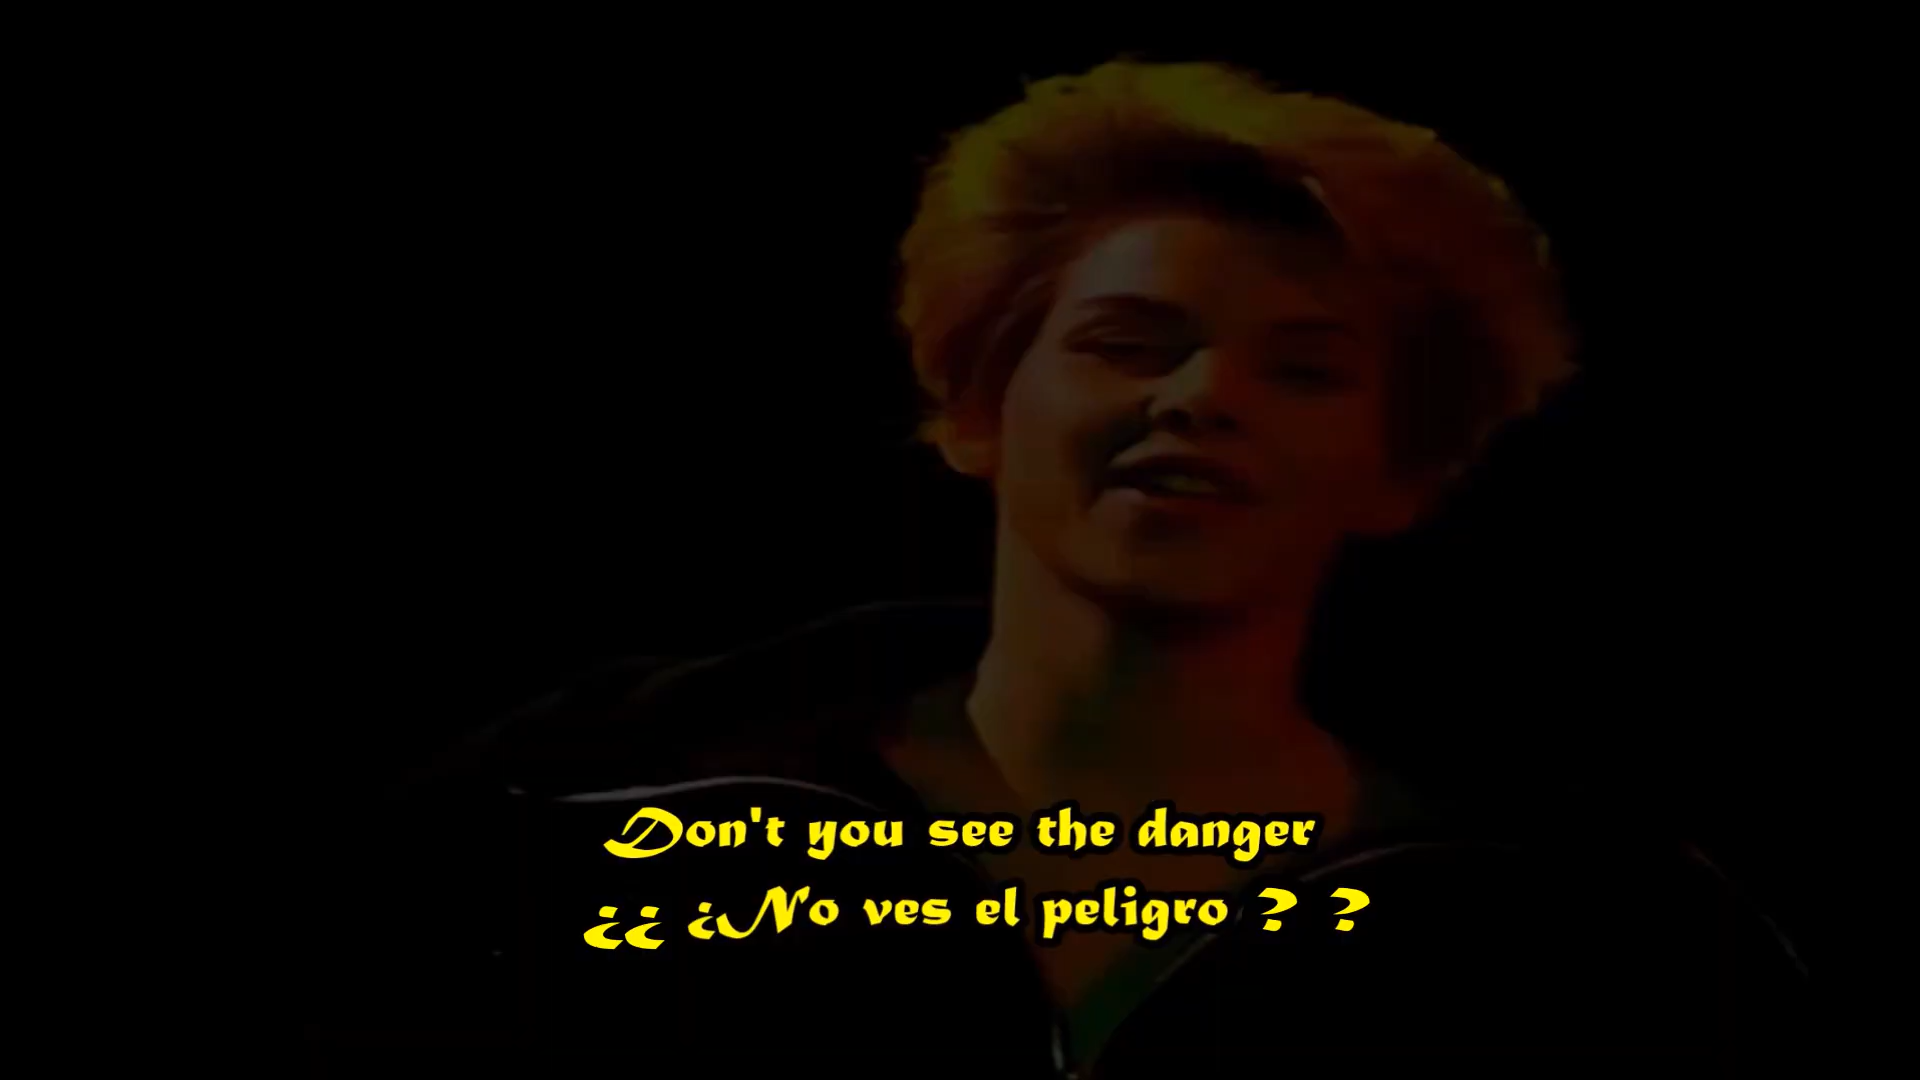 Don't you see the danger
¿¿ ¿No ves el peligro ? ?